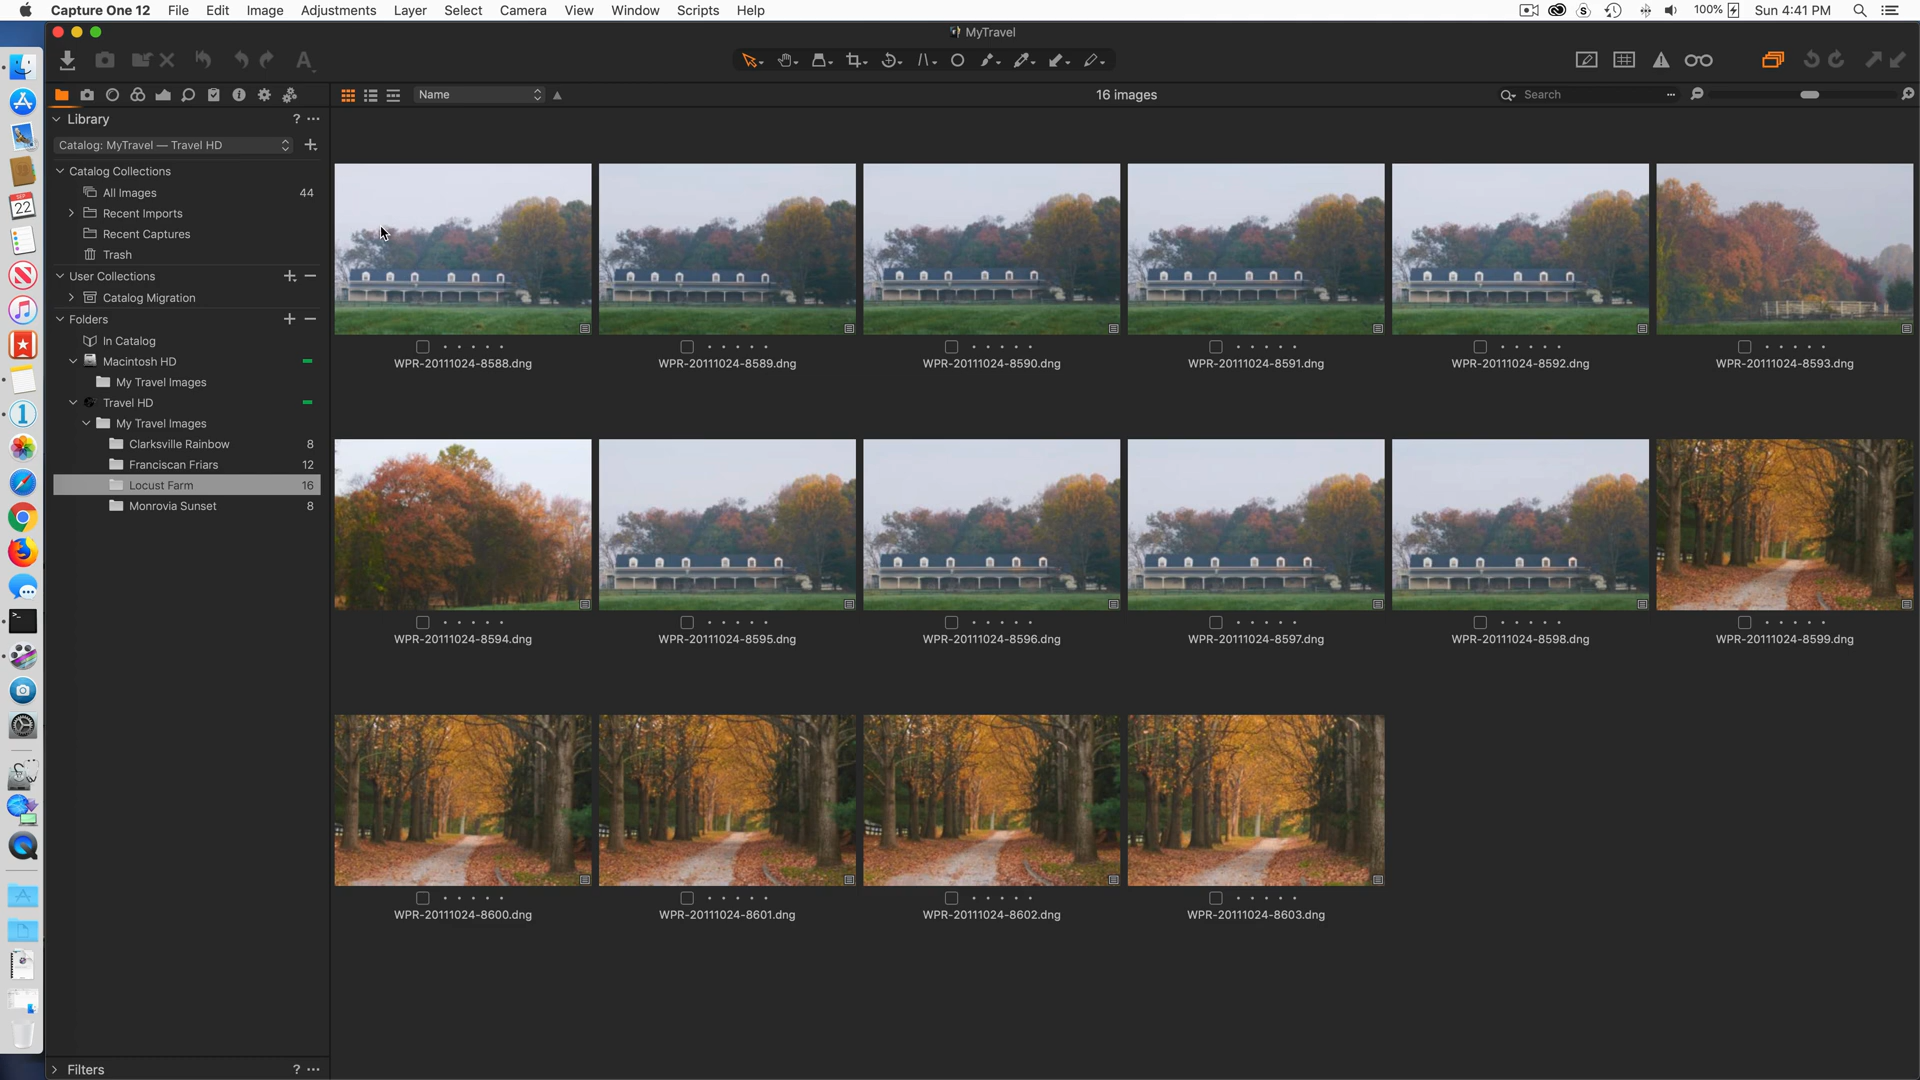 Capture One 12 File Edit Image Adjustments Layer Select Camera View Window Scripts Help 100% Sun 4:41 PM
MyTravel
Name 16 images Search
Library ?
Catalog: MyTravel — Travel HD
Catalog Collections
All Images 44
Recent Imports
Recent Captures
Trash
User Collections
Catalog Migration
Folders
In Catalog
Macintosh HD
My Travel Images
Travel HD
My Travel Images
Clarksville Rainbow 8
Franciscan Friars 12
Locust Farm 16
Monrovia Sunset 8
WPR-20111024-8588.dng WPR-20111024-8589.dng WPR-20111024-8590.dng WPR-20111024-8591.dng WPR-20111024-8592.dng WPR-20111024-8593.dng
WPR-20111024-8594.dng WPR-20111024-8595.dng WPR-20111024-8596.dng WPR-20111024-8597.dng WPR-20111024-8598.dng WPR-20111024-8599.dng
WPR-20111024-8600.dng WPR-20111024-8601.dng WPR-20111024-8602.dng WPR-20111024-8603.dng
Filters ?
22